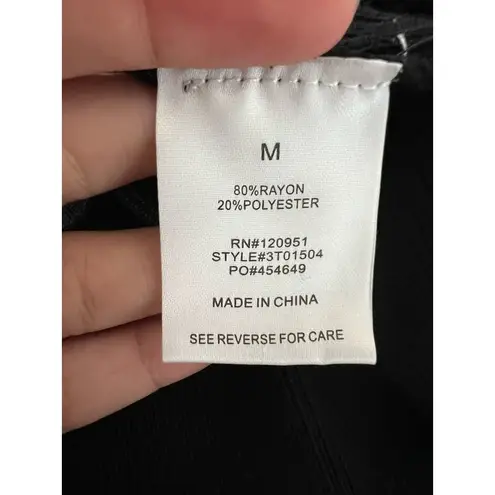 M
80%RAYON
20%POLYESTER
RN#120951
STYLE#3T01504
PO#454649
MADE IN CHINA
SEE REVERSE FOR CARE